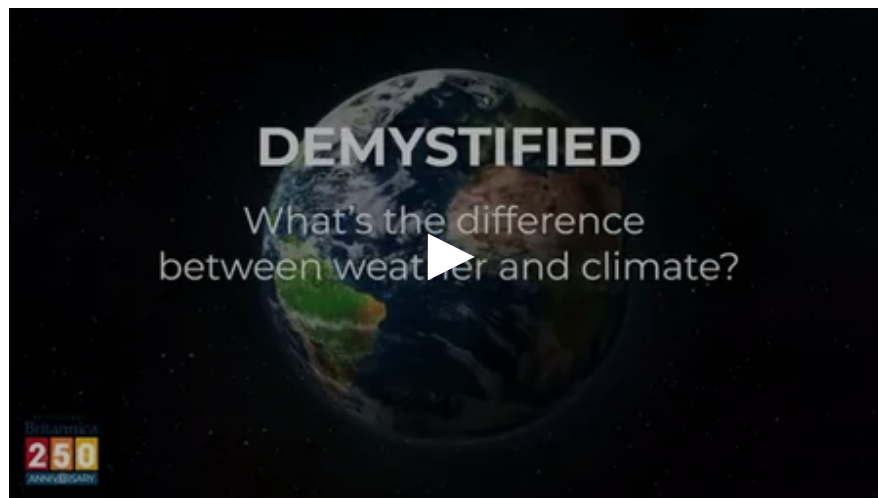 DEMYSTIFIED
What's the difference
between weather and climate?
Britannica
250
ANNIVERSARY